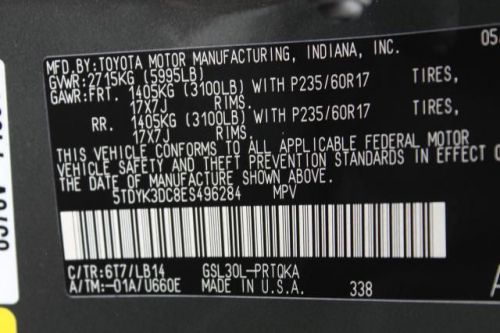 MFD.BY:TOYOTA MOTOR MANUFACTURING, INDIANA, INC. 05
GVWR:2715KG (5995LB)
GAWR:FRT. 1405KG (3100LB) WITH P235/60R17 TIRES,
17X7J RIMS.
RR. 1405KG (3100LB) WITH P235/60R17 TIRES,
17X7J RIMS.
THIS VEHICLE CONFORMS TO ALL APPLICABLE FEDERAL MOTOR
VEHICLE SAFETY AND THEFT PREVENTION STANDARDS IN EFFECT O
THE DATE OF MANUFACTURE SHOWN ABOVE.
5TDYK3DC8ES496284 MPV
C/TR:6T7/LB14 GSL30L-PRTQKA
A/TM:-01A/U660E MADE IN U.S.A. 338